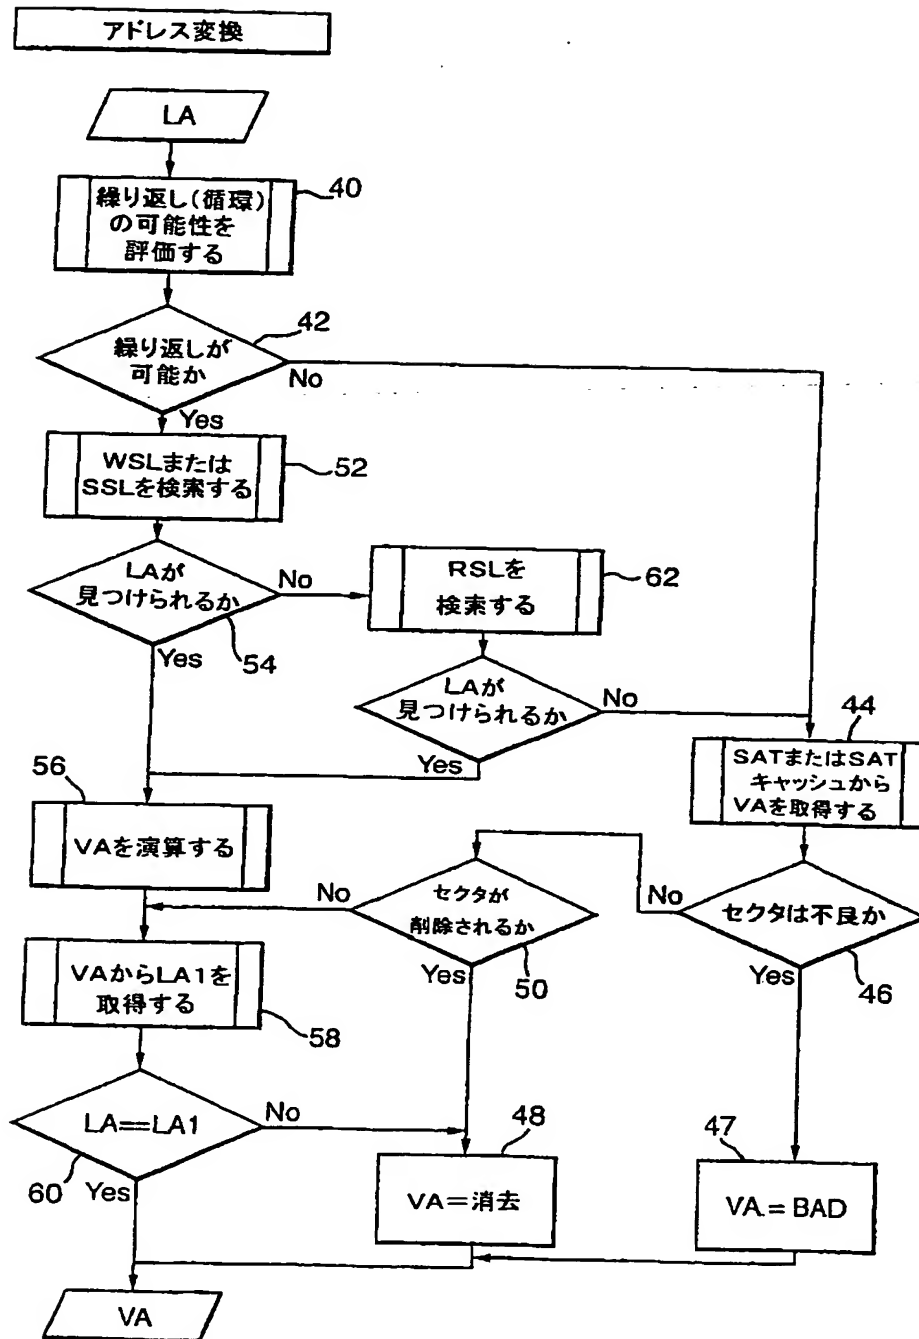 アドレス変換
LA
繰り返し(循環)
の可能性を
評価する
40
繰り返しが
可能か
42
No
Yes
WSLまたは
SSLを検索する
52
LAが
見つけられるか
No
54
Yes
RSLを
検索する
62
LAが
見つけられるか
No
Yes
44
SATまたはSAT
キャッシュから
VAを取得する
56
VAを演算する
セクタが
削除されるか
No
Yes
50
セクタは不良か
No
Yes
46
VAからLA1を
取得する
58
LA==LA1
No
60
Yes
48
VA=消去
47
VA.=BAD
VA